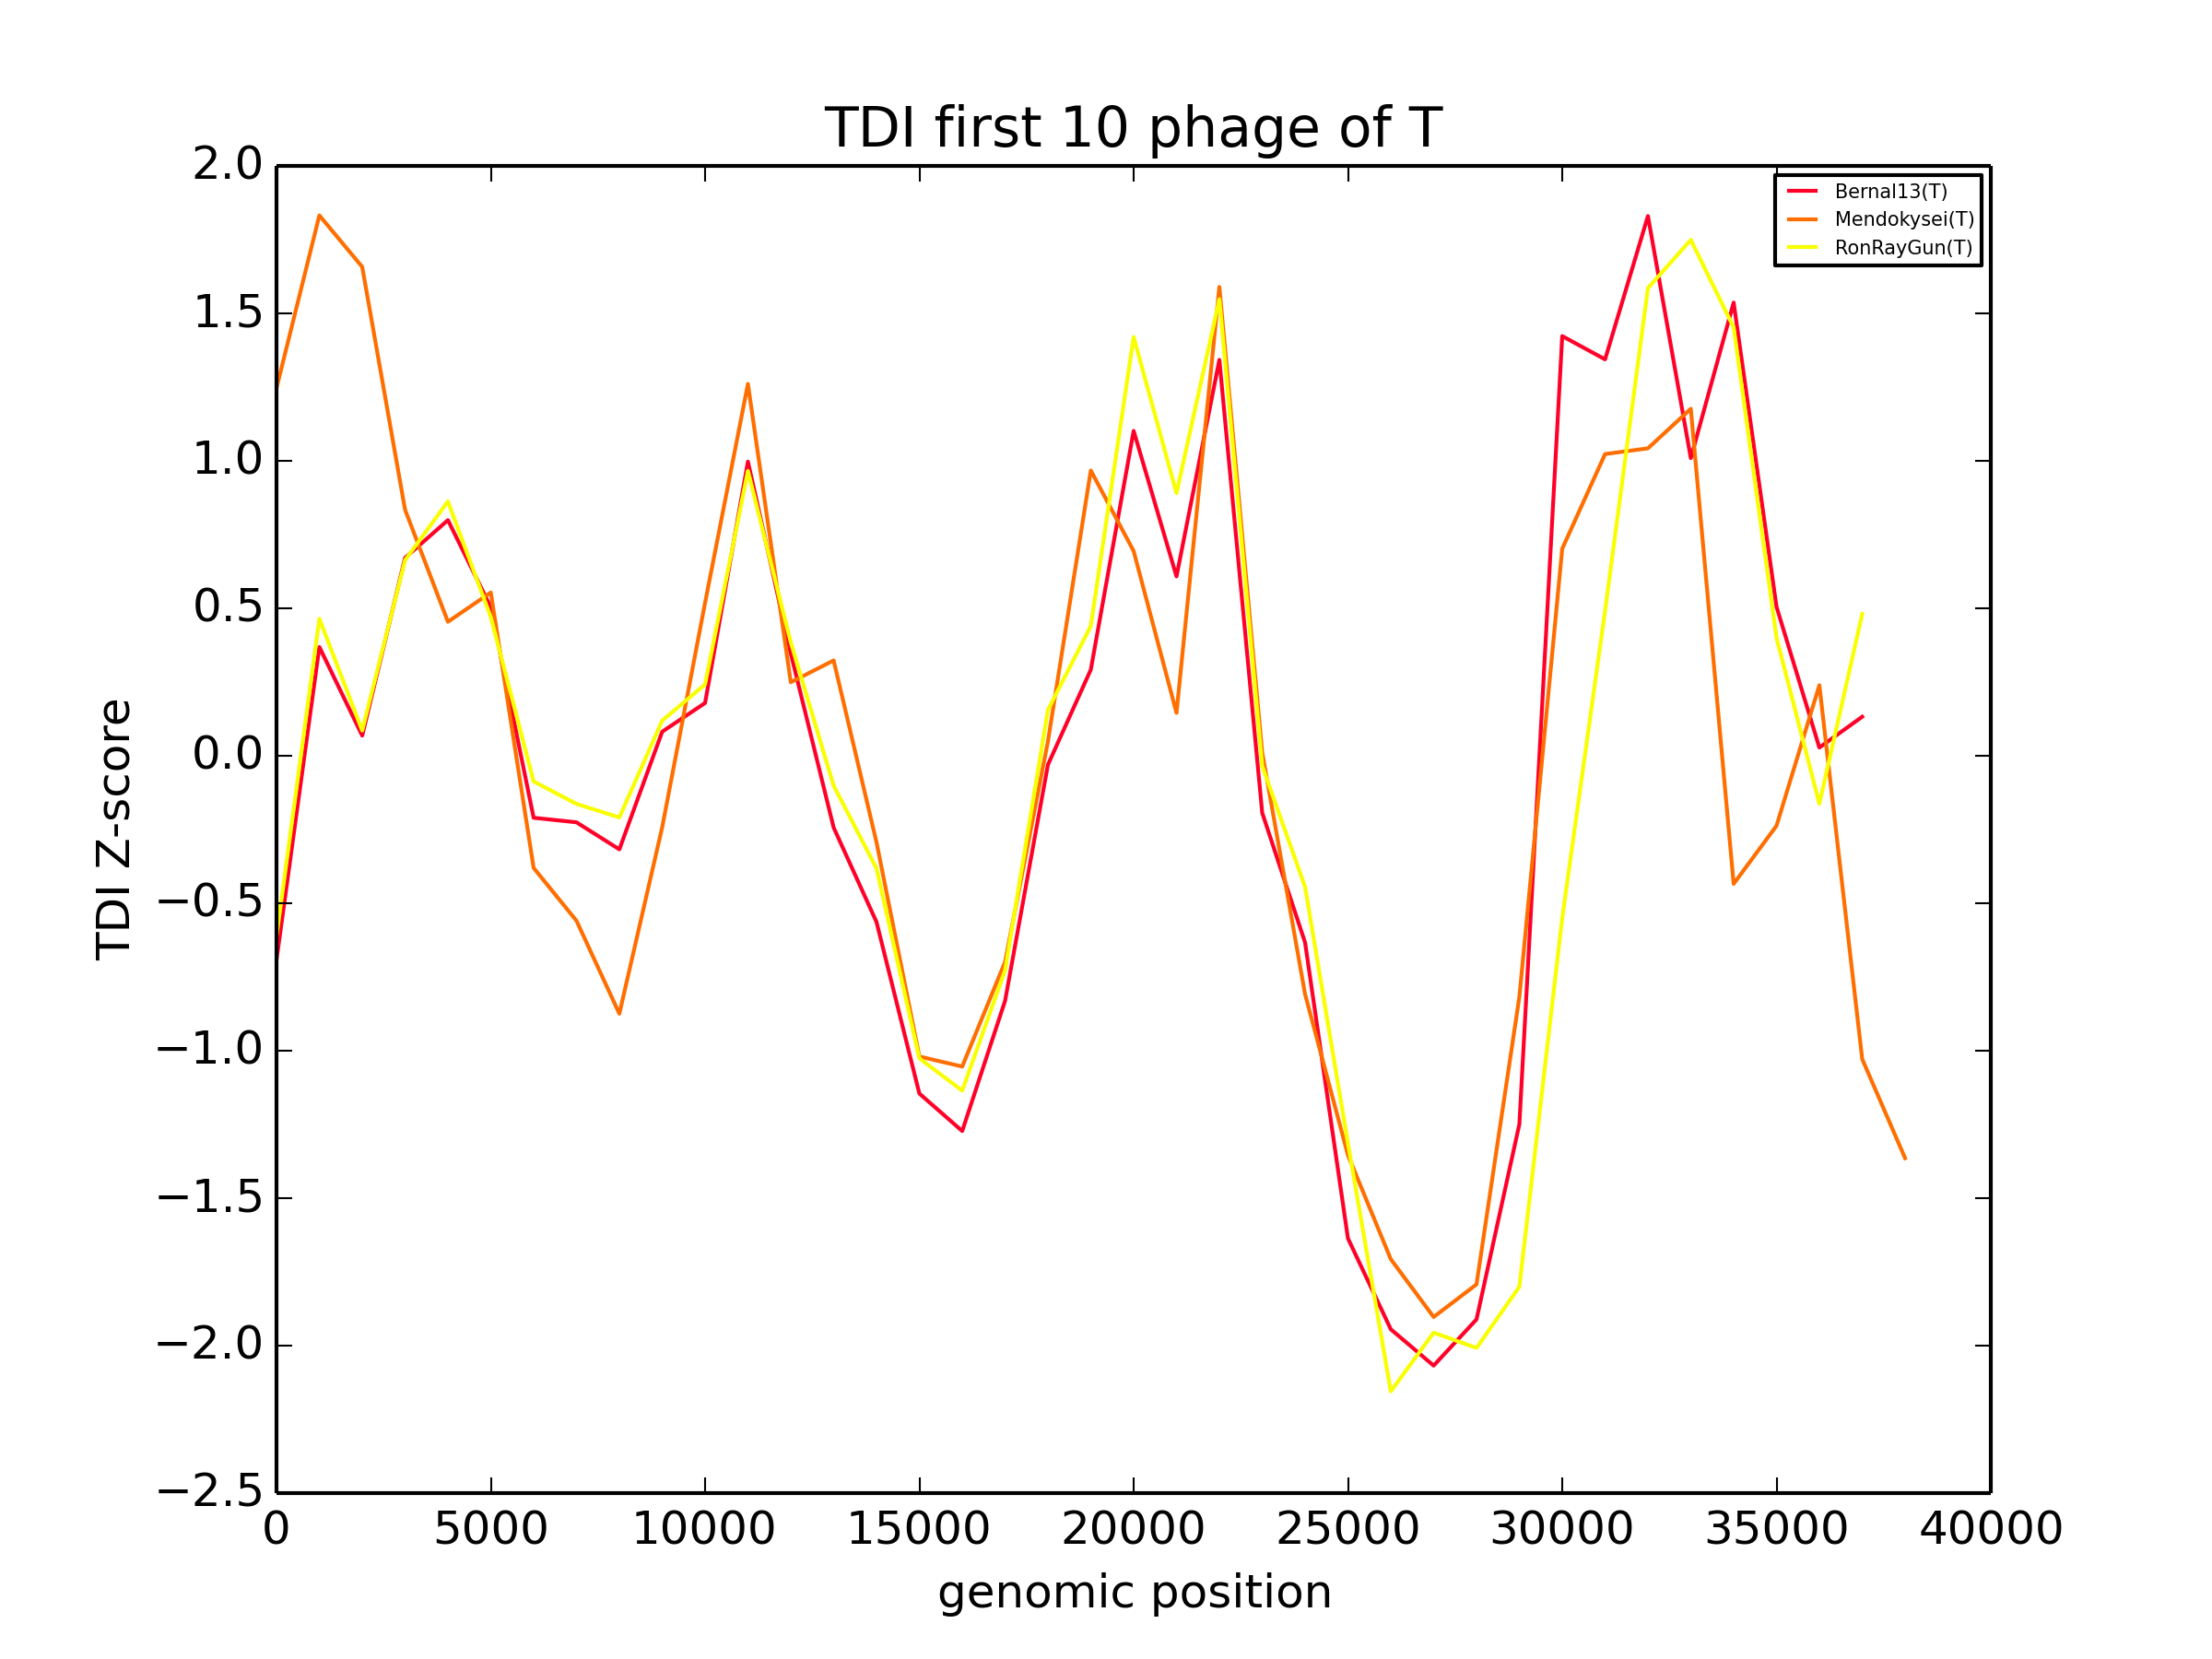 TDI first 10 phage of T
Bernal13(T)
Mendokysei(T)
RonRayGun(T)
2.0
1.5
1.0
0.5
0.0
−0.5
−1.0
−1.5
−2.0
−2.5
TDI Z-score
0 5000 10000 15000 20000 25000 30000 35000 40000
genomic position